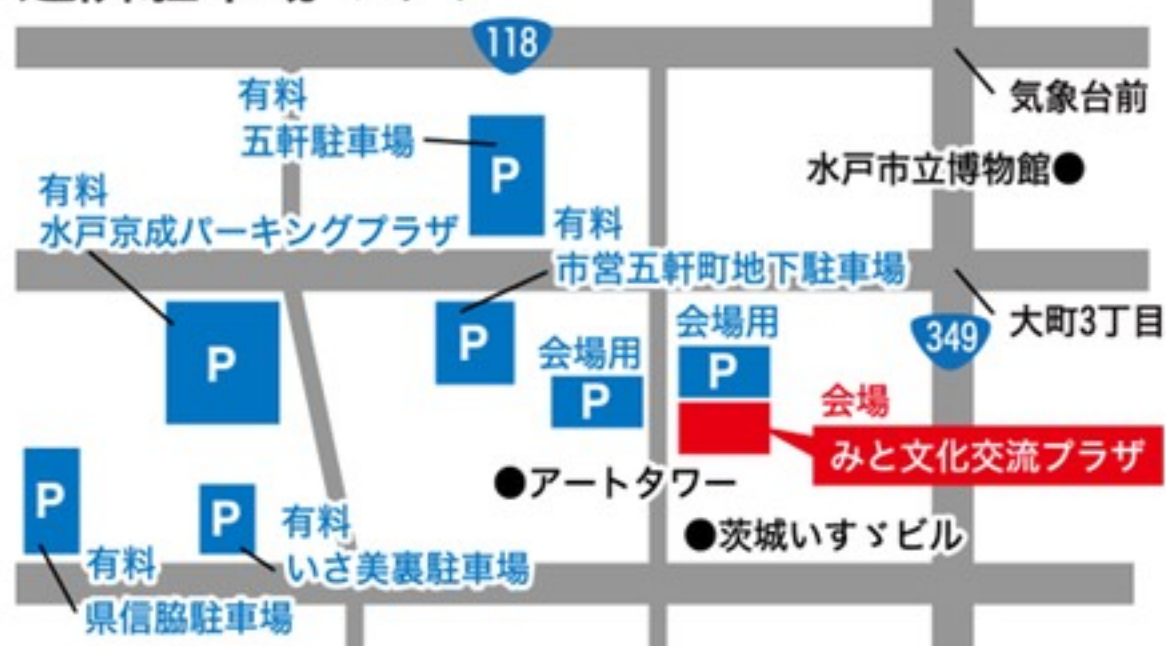 118
気象台前
有料
五軒駐車場
P
水戸市立博物館
有料
水戸京成パーキングプラザ
有料
市営五軒町地下駐車場
大町3丁目
349
P
P
会場用
P
会場用
P
会場
みと文化交流プラザ
アートタワー
茨城いすゞビル
P
有料
県信脇駐車場
P
有料
いさ美裏駐車場